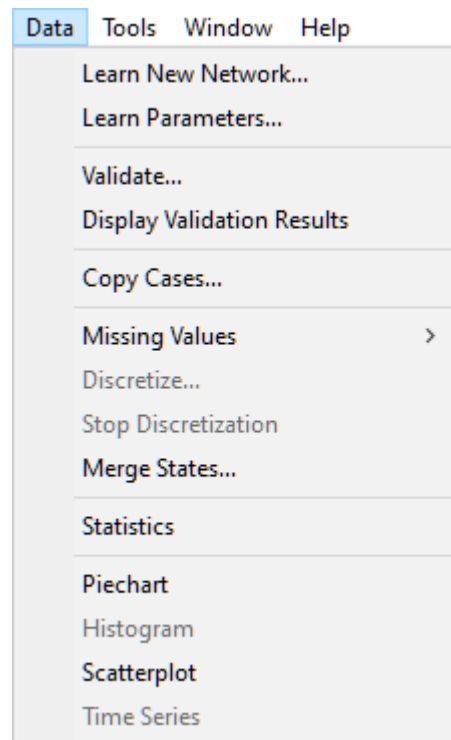 Data Tools Window Help
Learn New Network...
Learn Parameters...
Validate...
Display Validation Results
Copy Cases...
Missing Values
Discretize...
Stop Discretization
Merge States...
Statistics
Piechart
Histogram
Scatterplot
Time Series